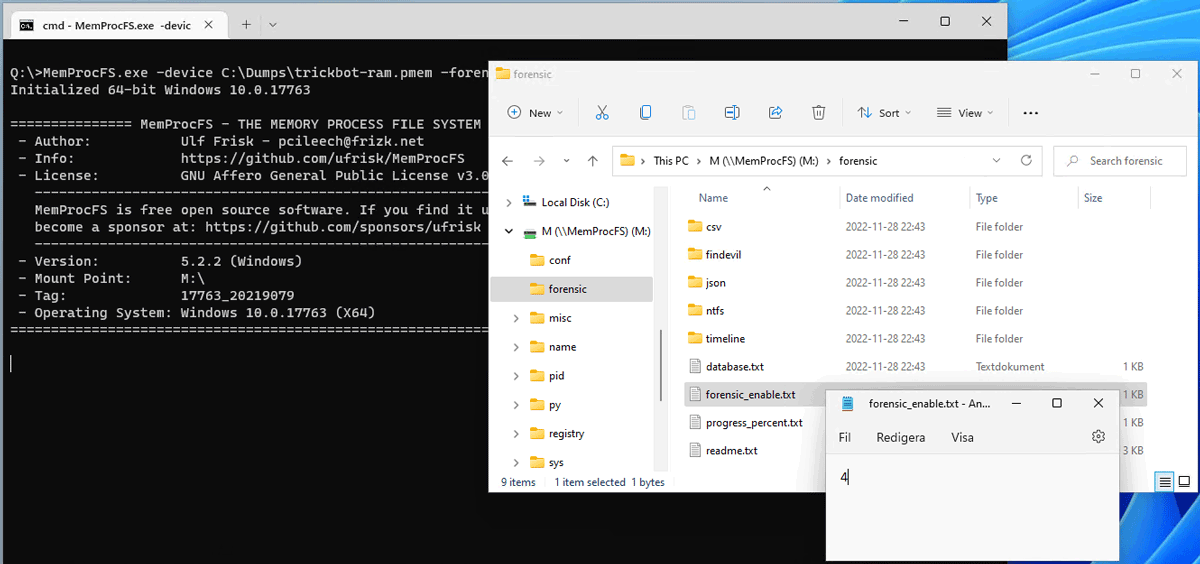 cmd - MemProcFS.exe -devic
Q:\>MemProcFS.exe -device C:\Dumps\trickbot-ram.pmem -foren
Initialized 64-bit Windows 10.0.17763
=============== MemProcFS - THE MEMORY PROCESS FILE SYSTEM
- Author: Ulf Frisk - pcileech@frizk.net
- Info: https://github.com/ufrisk/MemProcFS
- License: GNU Affero General Public License v3.0
MemProcFS is free open source software. If you find it u
become a sponsor at: https://github.com/sponsors/ufrisk
- Version: 5.2.2 (Windows)
- Mount Point: M:\
- Tag: 17763_20219079
- Operating System: Windows 10.0.17763 (X64)
forensic
New
Sort
View
This PC > M (\\MemProcFS) (M:) > forensic
Search forensic
Local Disk (C:)
M (\\MemProcFS) (M:)
conf
forensic
misc
name
pid
py
registry
sys
Name Date modified Type Size
csv 2022-11-28 22:43 File folder
findevil 2022-11-28 22:43 File folder
json 2022-11-28 22:43 File folder
ntfs 2022-11-28 22:43 File folder
timeline 2022-11-28 22:43 File folder
database.txt 2022-11-28 22:43 Textdokument 1 KB
forensic_enable.txt 1 KB
progress_percent.txt 1 KB
readme.txt 3 KB
9 items 1 item selected 1 bytes
forensic_enable.txt - An...
Fil Redigera Visa
4